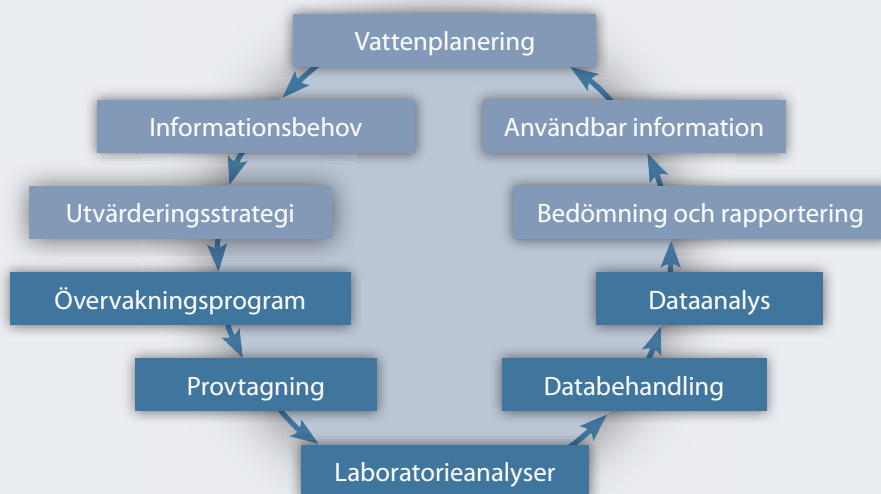 Vattenplanering
Informationsbehov
Användbar information
Utvärderingsstrategi
Bedömning och rapportering
Övervakningsprogram
Dataanalys
Provtagning
Databehandling
Laboratorieanalyser